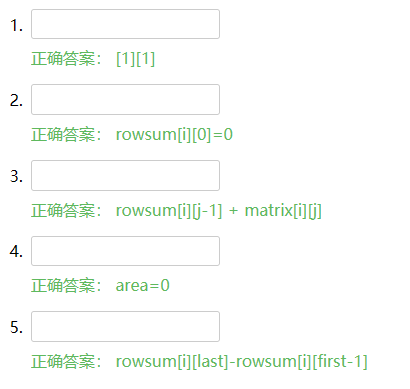 1.
正确答案： [1][1]
2.
正确答案： rowsum[i][0]=0
3.
正确答案： rowsum[i][j-1] + matrix[i][j]
4.
正确答案： area=0
5.
正确答案： rowsum[i][last]-rowsum[i][first-1]